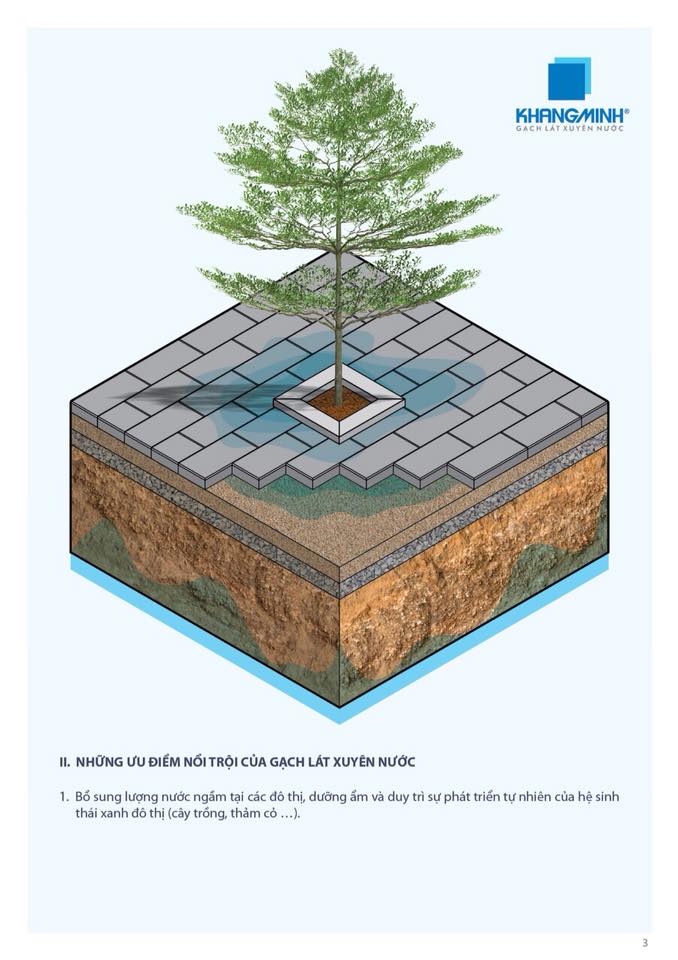 KHANGMINH®
GẠCH LÁT XUYÊN NƯỚC
II. NHỮNG ƯU ĐIỂM NỔI TRỘI CỦA GẠCH LÁT XUYÊN NƯỚC
1. Bổ sung lượng nước ngầm tại các đô thị, dưỡng ẩm và duy trì sự phát triển tự nhiên của hệ sinh
thái xanh đô thị (cây trồng, thảm cỏ ...).
3